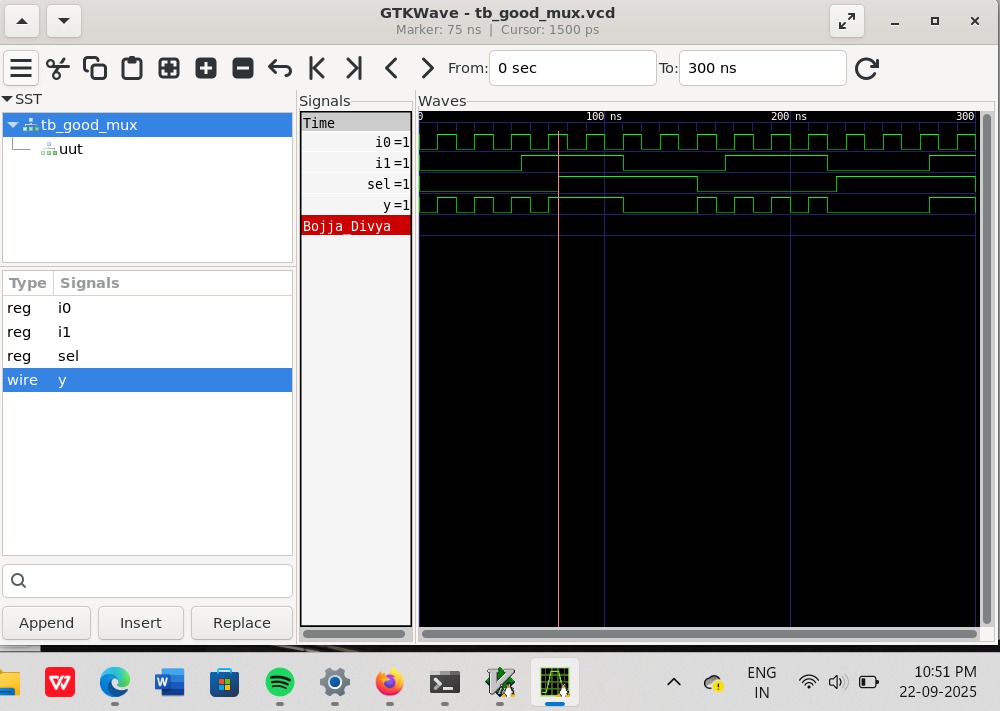 GTKWave - tb_good_mux.vcd
Marker: 75 ns | Cursor: 1500 ps
From: 0 sec To: 300 ns
SST
tb_good_mux
uut
Type Signals
reg i0
reg i1
reg sel
wire y
Append Insert Replace
Signals
Time
i0 =1
i1 =1
sel =1
y =1
Bojja_Divya
Waves
0 100 ns 200 ns 300
W
W
ENG
IN
10:51 PM
22-09-2025